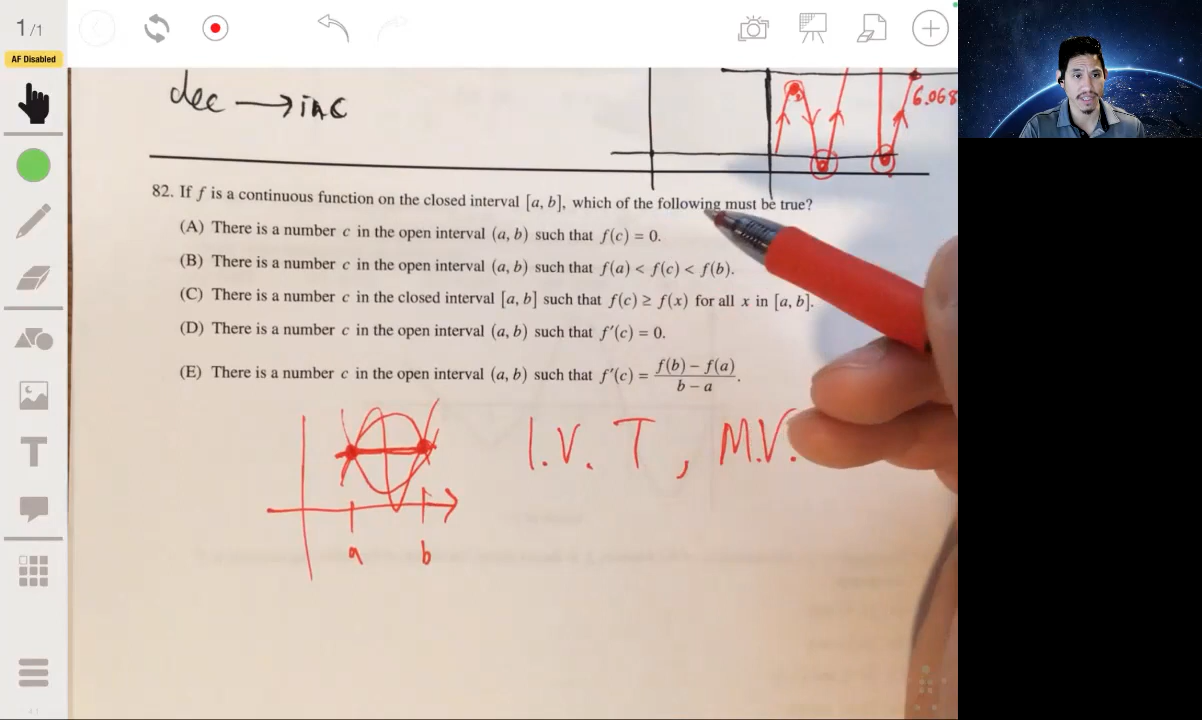 1/1
AF Disabled
dec → inc
6.068
82. If f is a continuous function on the closed interval [a, b], which of the following must be true?
(A) There is a number c in the open interval (a, b) such that f(c) = 0.
(B) There is a number c in the open interval (a, b) such that f(a) < f(c) < f(b).
(C) There is a number c in the closed interval [a, b] such that f(c) ≥ f(x) for all x in [a, b].
(D) There is a number c in the open interval (a, b) such that f′(c) = 0.
(E) There is a number c in the open interval (a, b) such that f′(c) = f(b) − f(a) / b − a.
I.V. T, M.V.
a b
T